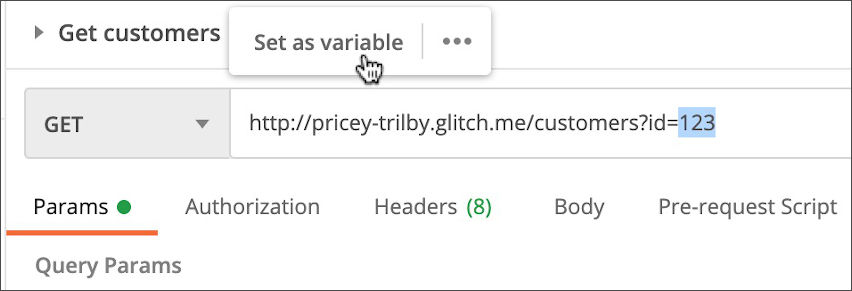 Get customers
Set as variable •••
GET
http://pricey-trilby.glitch.me/customers?id=123
Params Authorization Headers (8) Body Pre-request Script
Query Params